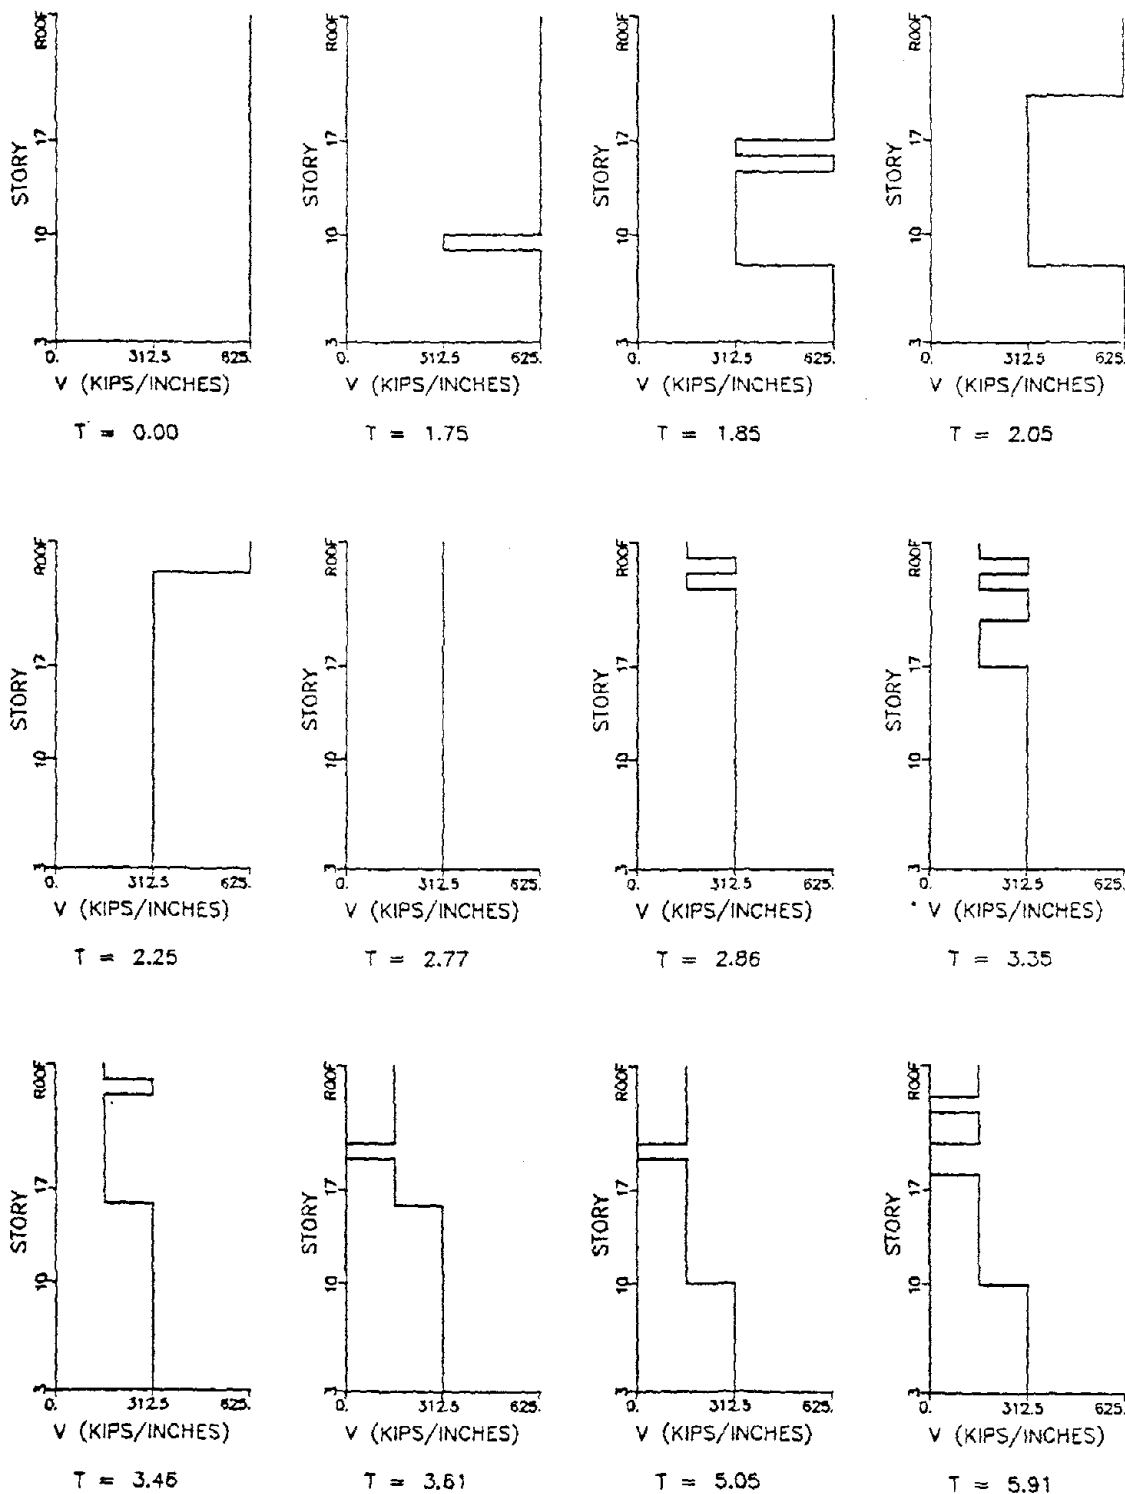 ROOF ROOF ROOF ROOF
17 17 17 17
STORY STORY STORY STORY
10 10 10 10
3 3 3 3
0. 312.5 625. 0. 312.5 625. 0. 312.5 625. 0. 312.5 625.
V (KIPS/INCHES) V (KIPS/INCHES) V (KIPS/INCHES) V (KIPS/INCHES)
T = 0.00 T = 1.75 T = 1.85 T = 2.05
ROOF ROOF ROOF ROOF
17 17 17 17
STORY STORY STORY STORY
10 10 10 10
3 3 3 3
0. 312.5 625. 0. 312.5 625. 0. 312.5 625. 0. 312.5 625.
V (KIPS/INCHES) V (KIPS/INCHES) V (KIPS/INCHES) V (KIPS/INCHES)
T = 2.25 T = 2.77 T = 2.86 T = 3.35
ROOF ROOF ROOF ROOF
17 17 17 17
STORY STORY STORY STORY
10 10 10 10
3 3 3 3
0. 312.5 625. 0. 312.5 625. 0. 312.5 625. 0. 312.5 625.
V (KIPS/INCHES) V (KIPS/INCHES) V (KIPS/INCHES) V (KIPS/INCHES)
T = 3.46 T = 3.61 T = 5.05 T = 5.91